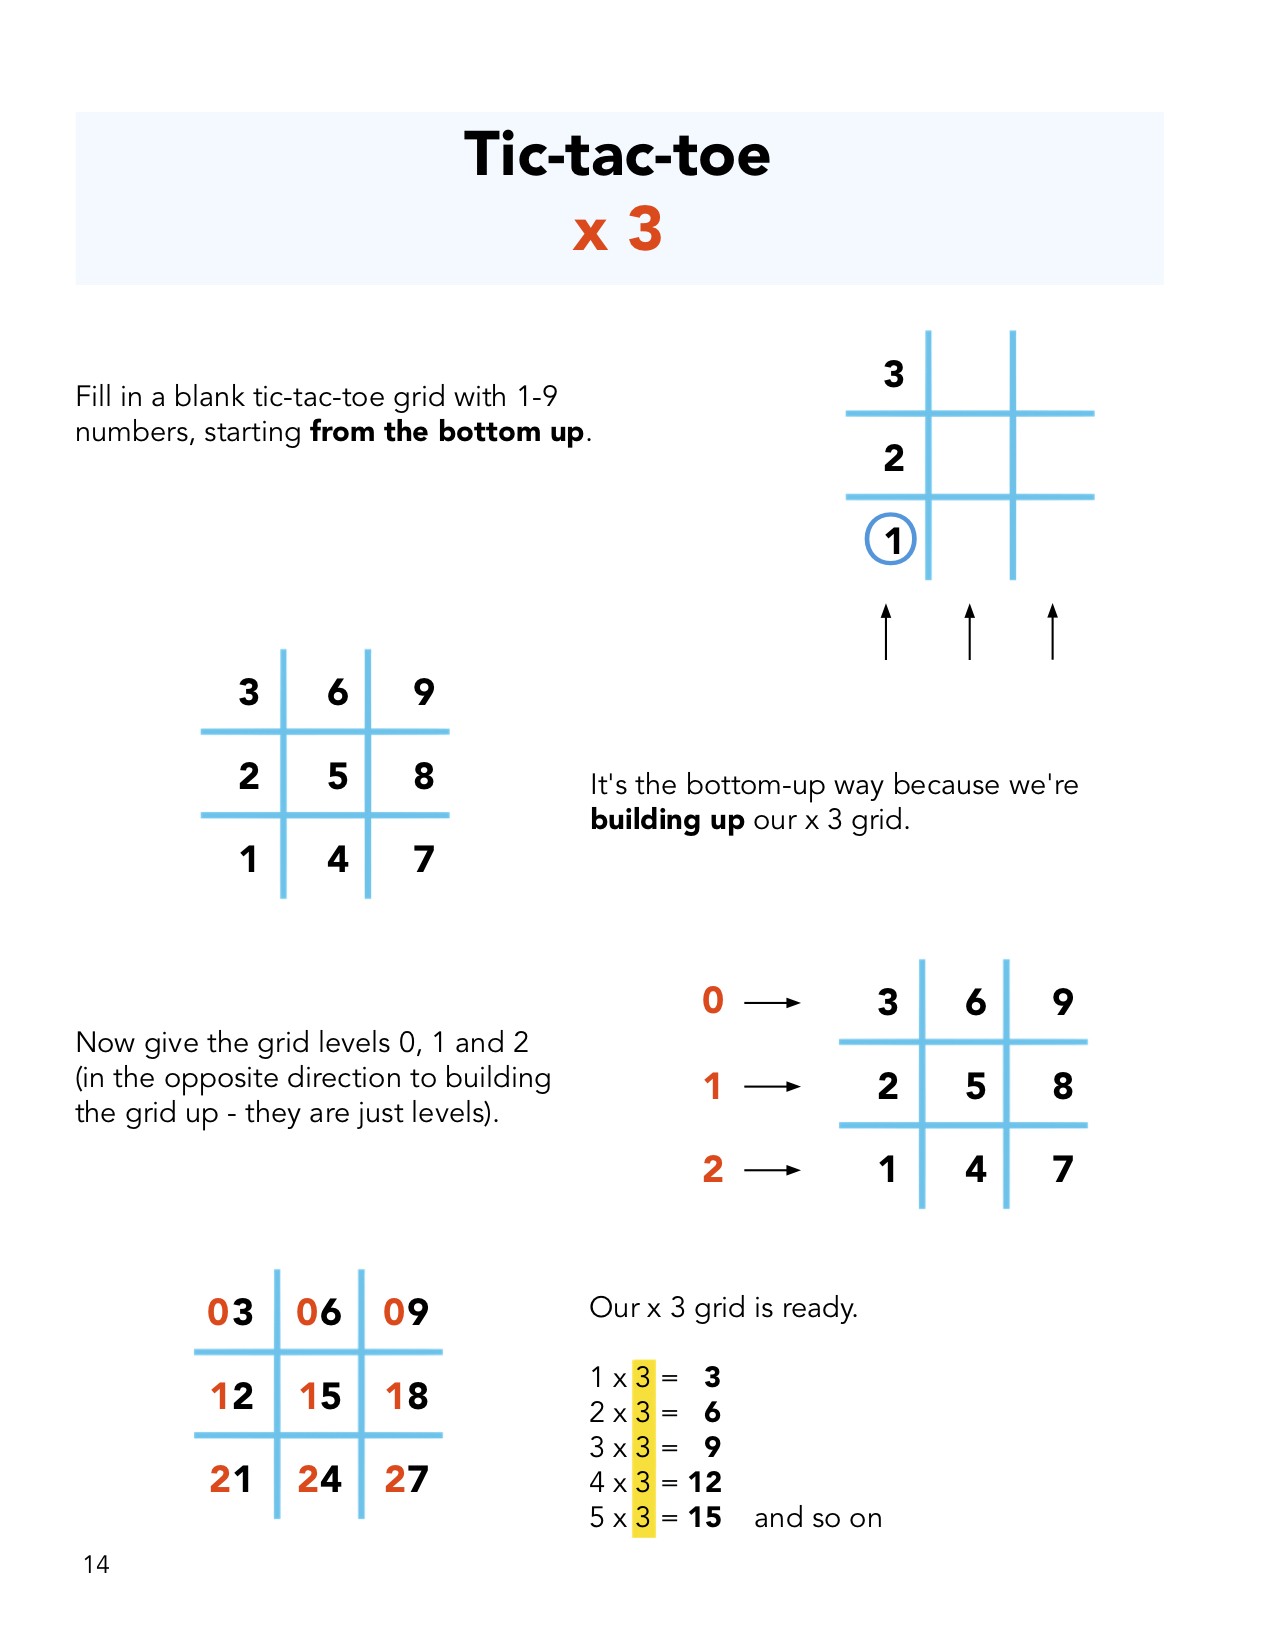 Tic-tac-toe
x 3
Fill in a blank tic-tac-toe grid with 1-9
numbers, starting from the bottom up.
3
2
1
3 6 9
2 5 8
1 4 7
It's the bottom-up way because we're
building up our x 3 grid.
Now give the grid levels 0, 1 and 2
(in the opposite direction to building
the grid up - they are just levels).
0 3 6 9
1 2 5 8
2 1 4 7
03 06 09
12 15 18
21 24 27
Our x 3 grid is ready.
1 x 3 = 3
2 x 3 = 6
3 x 3 = 9
4 x 3 = 12
5 x 3 = 15 and so on
14